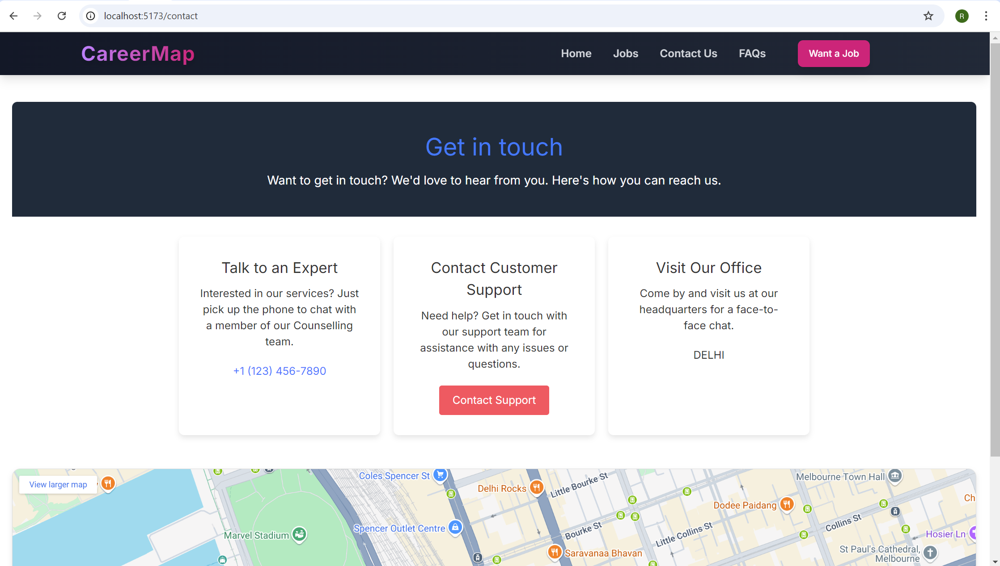 localhost:5173/contact
R
CareerMap
Home
Jobs
Contact Us
FAQs
Want a Job
Get in touch
Want to get in touch? We'd love to hear from you. Here's how you can reach us.
Talk to an Expert
Interested in our services? Just
pick up the phone to chat with
a member of our Counselling
team.
+1 (123) 456-7890
Contact Customer
Support
Need help? Get in touch with
our support team for
assistance with any issues or
questions.
Contact Support
Visit Our Office
Come by and visit us at our
headquarters for a face-to-
face chat.
DELHI
View larger map
Coles Spencer St
Delhi Rocks
Little Bourke St
Melbourne Town Hall
Ch
Dodee Paidang
Spencer Outlet Centre
Marvel Stadium
Bourke St
Little Collins St
Collins St
Hosier Ln
Saravanaa Bhavan
St Paul's Cathedral,
Melbourne